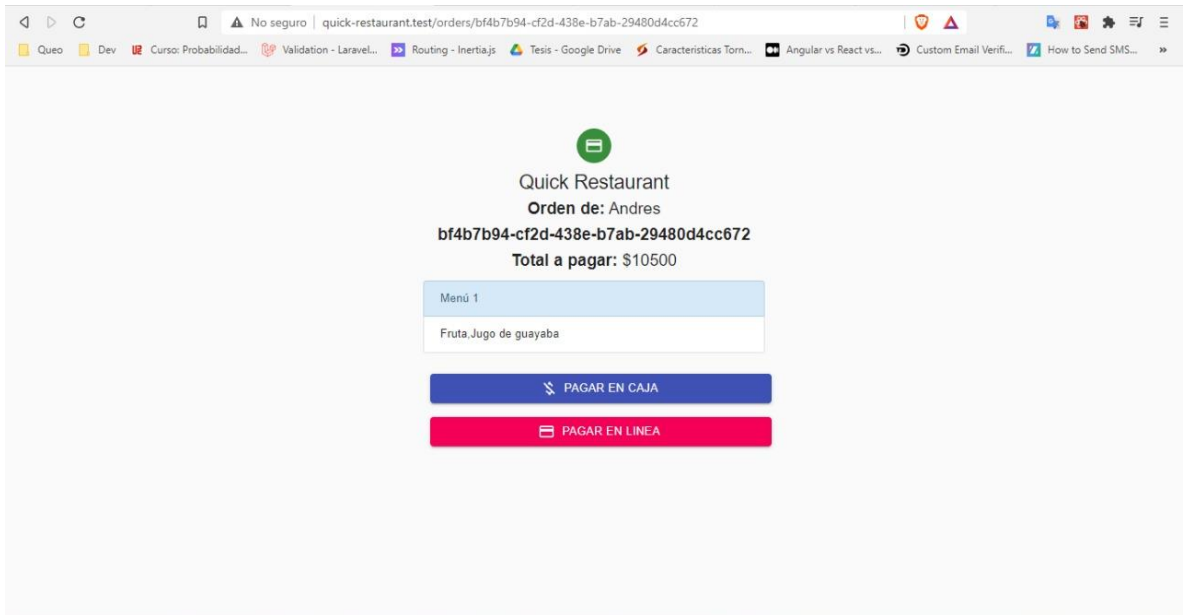 No seguro | quick-restaurant.test/orders/bf4b7b94-cf2d-438e-b7ab-29480d4cc672
Queo Dev Curso: Probabilidad... Validation - Laravel... Routing - Inertia.js Tesis - Google Drive Caracteristicas Torn... Angular vs React vs... Custom Email Verifi... How to Send SMS... »
Quick Restaurant
Orden de: Andres
bf4b7b94-cf2d-438e-b7ab-29480d4cc672
Total a pagar: $10500
Menú 1
Fruta,Jugo de guayaba
PAGAR EN CAJA
PAGAR EN LINEA